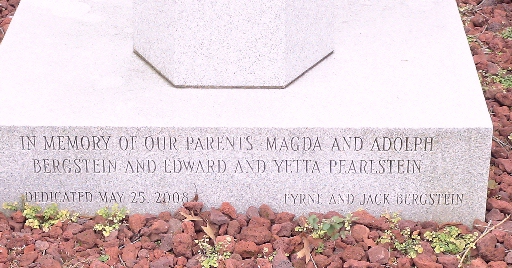 IN MEMORY OF OUR PARENTS MAGDA AND ADOLPH
BERGSTEIN AND EDWARD AND YETTA PEARLSTEIN
DEDICATED MAY 25, 2008 FYRNE AND JACK BERGSTEIN